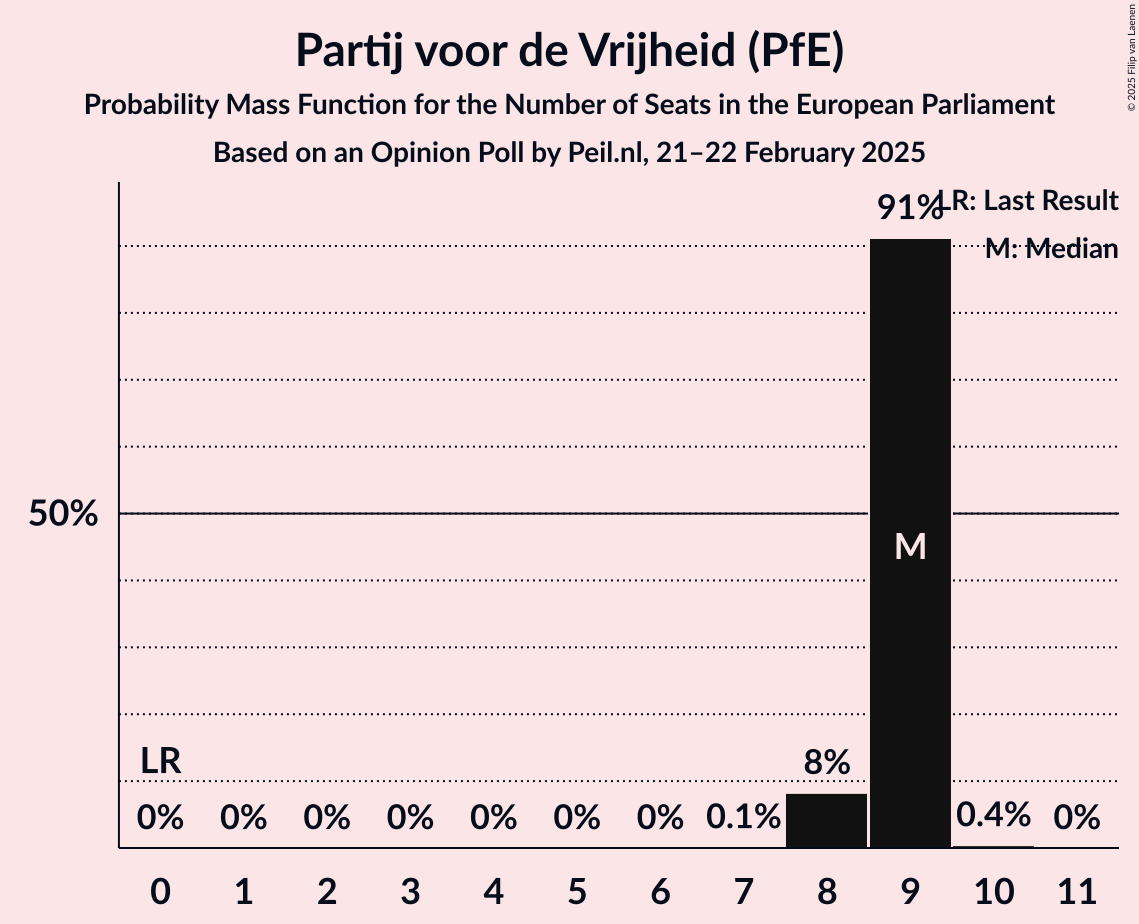 Partij voor de Vrijheid (PfE)
Probability Mass Function for the Number of Seats in the European Parliament
Based on an Opinion Poll by Peil.nl, 21–22 February 2025
© 2025 Filip van Laenen
LR: Last Result
M: Median
91%
50%
M
LR
8%
0% 0% 0% 0% 0% 0% 0% 0.1% 0.4% 0%
0 1 2 3 4 5 6 7 8 9 10 11